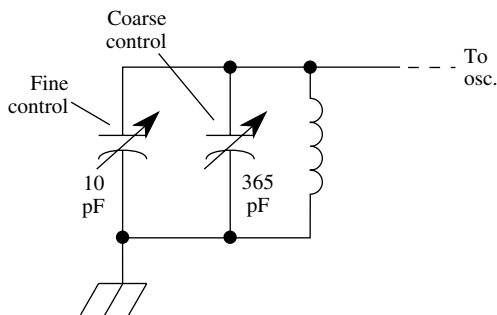 Coarse
control
To
osc.
Fine
control
10
pF
365
pF